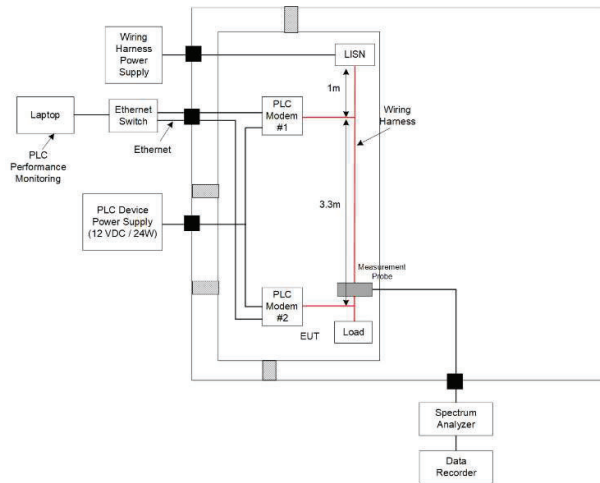 Wiring
Harness
Power
Supply
LISN
1m
Laptop
Ethernet
Switch
PLC
Modem
#1
Wiring
Harness
Ethernet
PLC
Performance
Monitoring
3.3m
PLC Device
Power Supply
(12 VDC / 24W)
Measurement
Probe
PLC
Modem
#2
EUT
Load
Spectrum
Analyzer
Data
Recorder